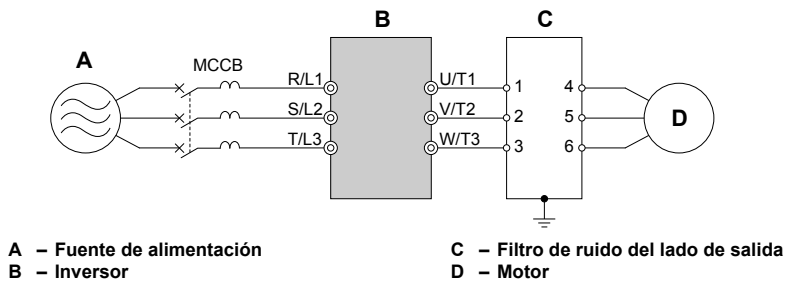 A
B
C
MCCB
R/L1
S/L2
T/L3
U/T1
V/T2
W/T3
1
2
3
4
5
6
D
A – Fuente de alimentación
B – Inversor
C – Filtro de ruido del lado de salida
D – Motor